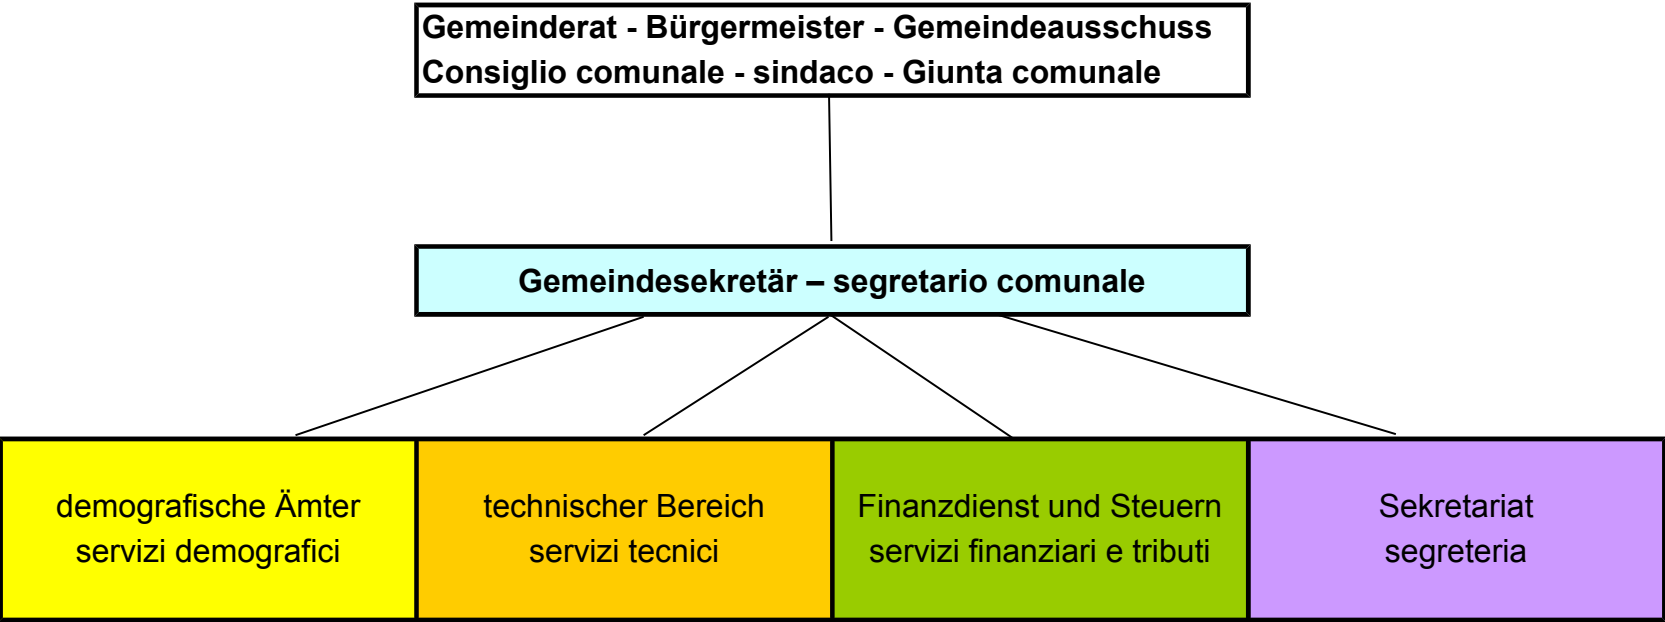 Gemeinderat - Bürgermeister - Gemeindeausschuss
Consiglio comunale - sindaco - Giunta comunale
Gemeindesekretär – segretario comunale
demografische Ämter
servizi demografici
technischer Bereich
servizi tecnici
Finanzdienst und Steuern
servizi finanziari e tributi
Sekretariat
segreteria